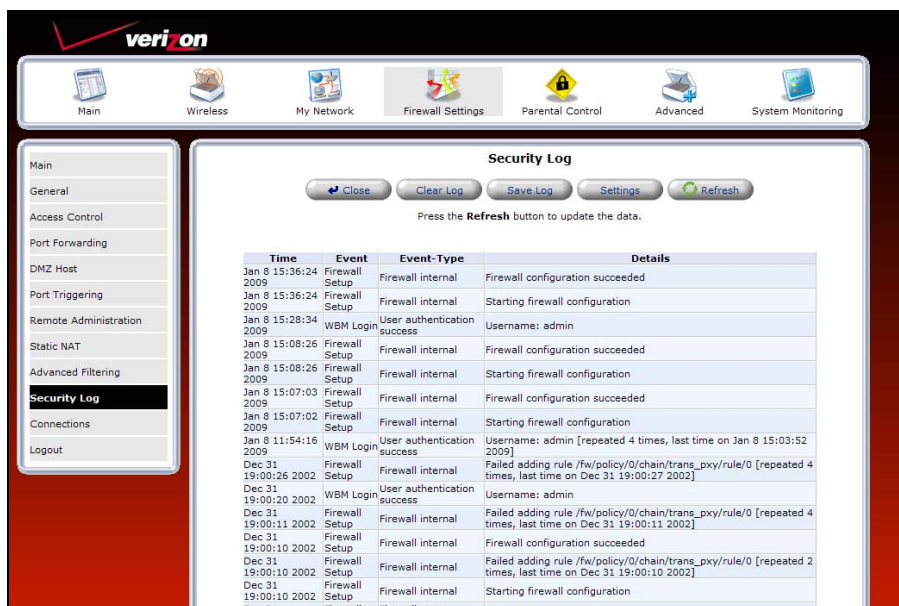 verizon
Main
Wireless
My Network
Firewall Settings
Parental Control
Advanced
System Monitoring
Main
General
Access Control
Port Forwarding
DMZ Host
Port Triggering
Remote Administration
Static NAT
Advanced Filtering
Security Log
Connections
Logout
Security Log
Close
Clear Log
Save Log
Settings
Refresh
Press the Refresh button to update the data.
Time Event Event-Type Details
Jan 8 15:36:24 2009 Firewall Setup Firewall internal Firewall configuration succeeded
Jan 8 15:36:24 2009 Firewall Setup Firewall internal Starting firewall configuration
Jan 8 15:28:34 2009 WBM Login User authentication success Username: admin
Jan 8 15:08:26 2009 Firewall Setup Firewall internal Firewall configuration succeeded
Jan 8 15:08:26 2009 Firewall Setup Firewall internal Starting firewall configuration
Jan 8 15:07:03 2009 Firewall Setup Firewall internal Firewall configuration succeeded
Jan 8 15:07:02 2009 Firewall Setup Firewall internal Starting firewall configuration
Jan 8 11:54:16 2009 WBM Login User authentication success Username: admin [repeated 4 times, last time on Jan 8 15:03:52 2009]
Dec 31 19:00:26 2002 Firewall Setup Firewall internal Failed adding rule /fw/policy/0/chain/trans_pxy/rule/0 [repeated 4 times, last time on Dec 31 19:00:27 2002]
Dec 31 19:00:20 2002 WBM Login User authentication success Username: admin
Dec 31 19:00:11 2002 Firewall Setup Firewall internal Failed adding rule /fw/policy/0/chain/trans_pxy/rule/0 [repeated 4 times, last time on Dec 31 19:00:11 2002]
Dec 31 19:00:10 2002 Firewall Setup Firewall internal Firewall configuration succeeded
Dec 31 19:00:10 2002 Firewall Setup Firewall internal Failed adding rule /fw/policy/0/chain/trans_pxy/rule/0 [repeated 2 times, last time on Dec 31 19:00:10 2002]
Dec 31 19:00:10 2002 Firewall Setup Firewall internal Starting firewall configuration